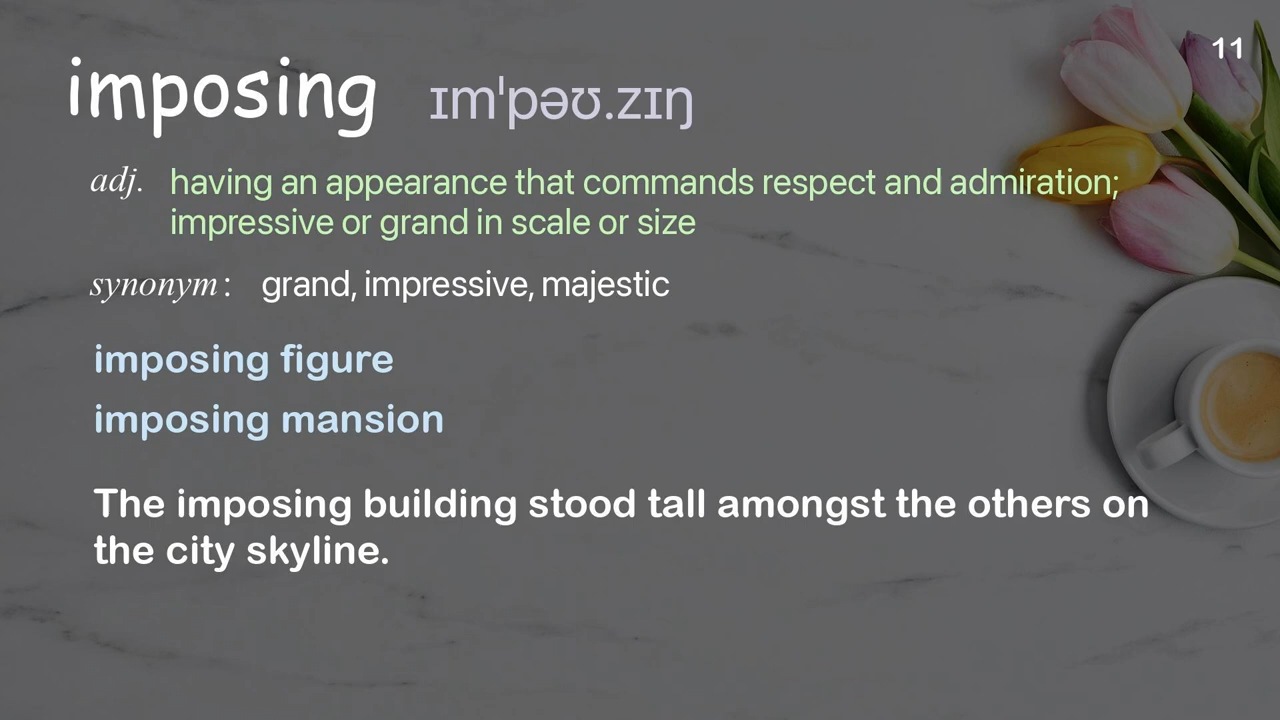 11
imposing ɪmˈpəʊ.zɪŋ
adj. having an appearance that commands respect and admiration;
impressive or grand in scale or size
synonym : grand, impressive, majestic
imposing figure
imposing mansion
The imposing building stood tall amongst the others on
the city skyline.